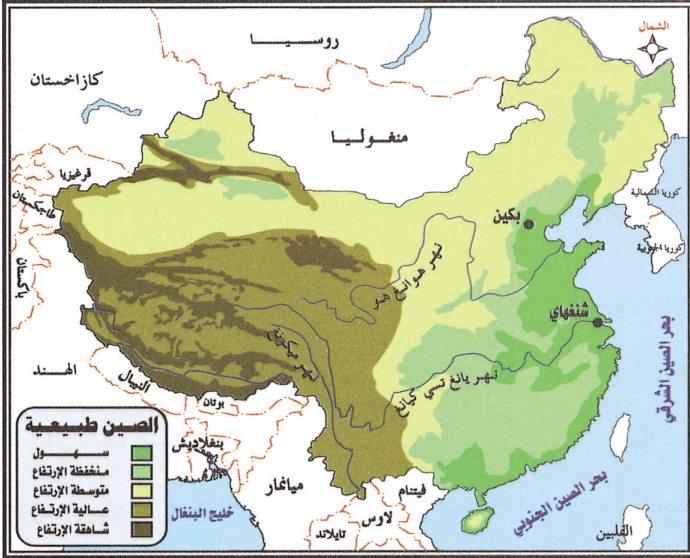 الشمال
روسيا
كازاخستان
منغوليا
قرغيزيا
طاجكستان
باكستان
كوريا الشمالية
كوريا الجنوبية
بكين
نهر هوانغ هو
شنغهاي
بحر الصين الشرقي
نهر ميكونغ
نهر يانغ تسي كيانغ
الهند
النيبال
بوتان
بنغلاديش
ميانمار
فيتنام
لاوس
تايلاند
خليج البنغال
بحر الصين الجنوبي
الفلبين
الصين طبيعية
سهول
منخفظة الإرتفاع
متوسطة الإرتفاع
عالية الإرتفاع
شاهقة الإرتفاع